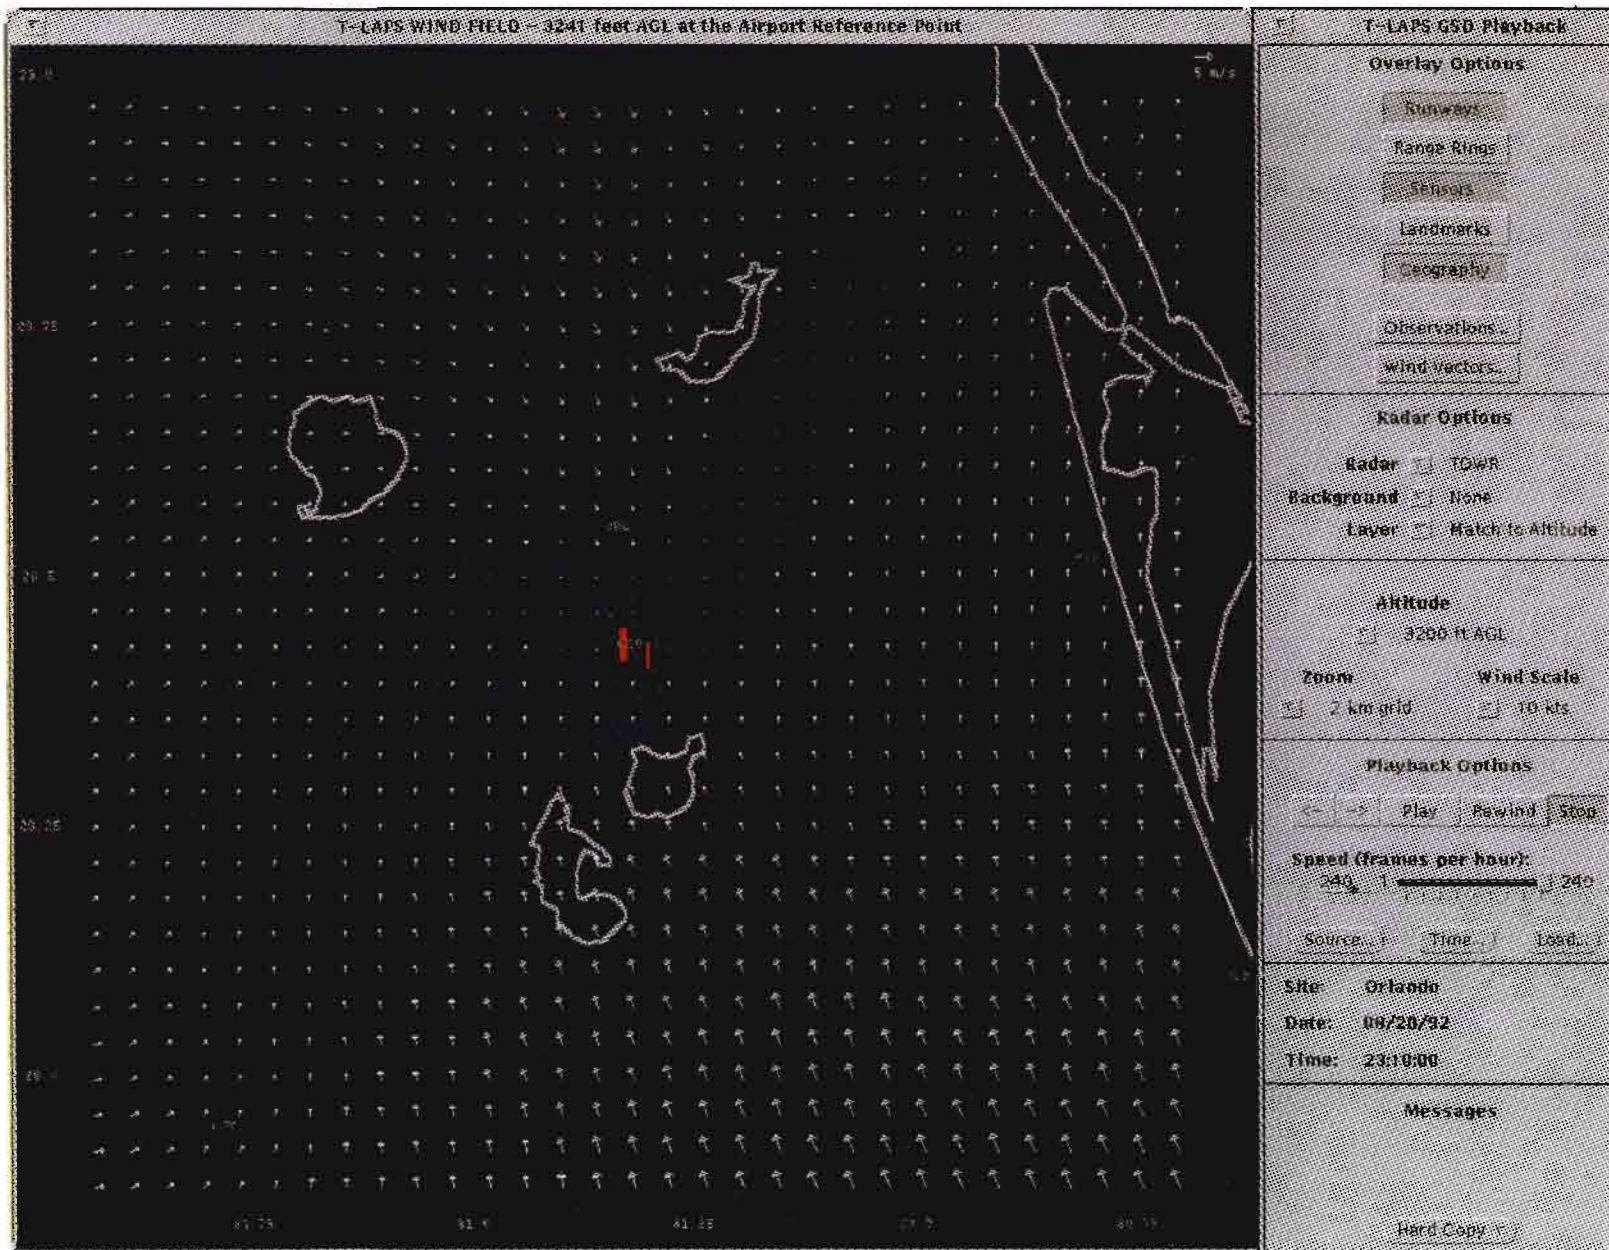 T-LAPS WIND FIELD - 3241 feet AGL at the Airport Reference Point
5 m/s
T-LAPS GSD Playback
Overlay Options
Runways
Range Rings
Sensors
Landmarks
Geography
Observations...
Wind Vectors...
Radar Options
Radar TDWR
Background None
Layer Match to Altitude
Altitude
3200 ft AGL
Zoom Wind Scale
2 km grid 10 kts
Playback Options
<- -> Play Rewind Stop
Speed (frames per hour):
240 1 240
Source... Time... Load...
Site: Orlando
Date: 08/20/92
Time: 23:10:00
Messages
Hard Copy